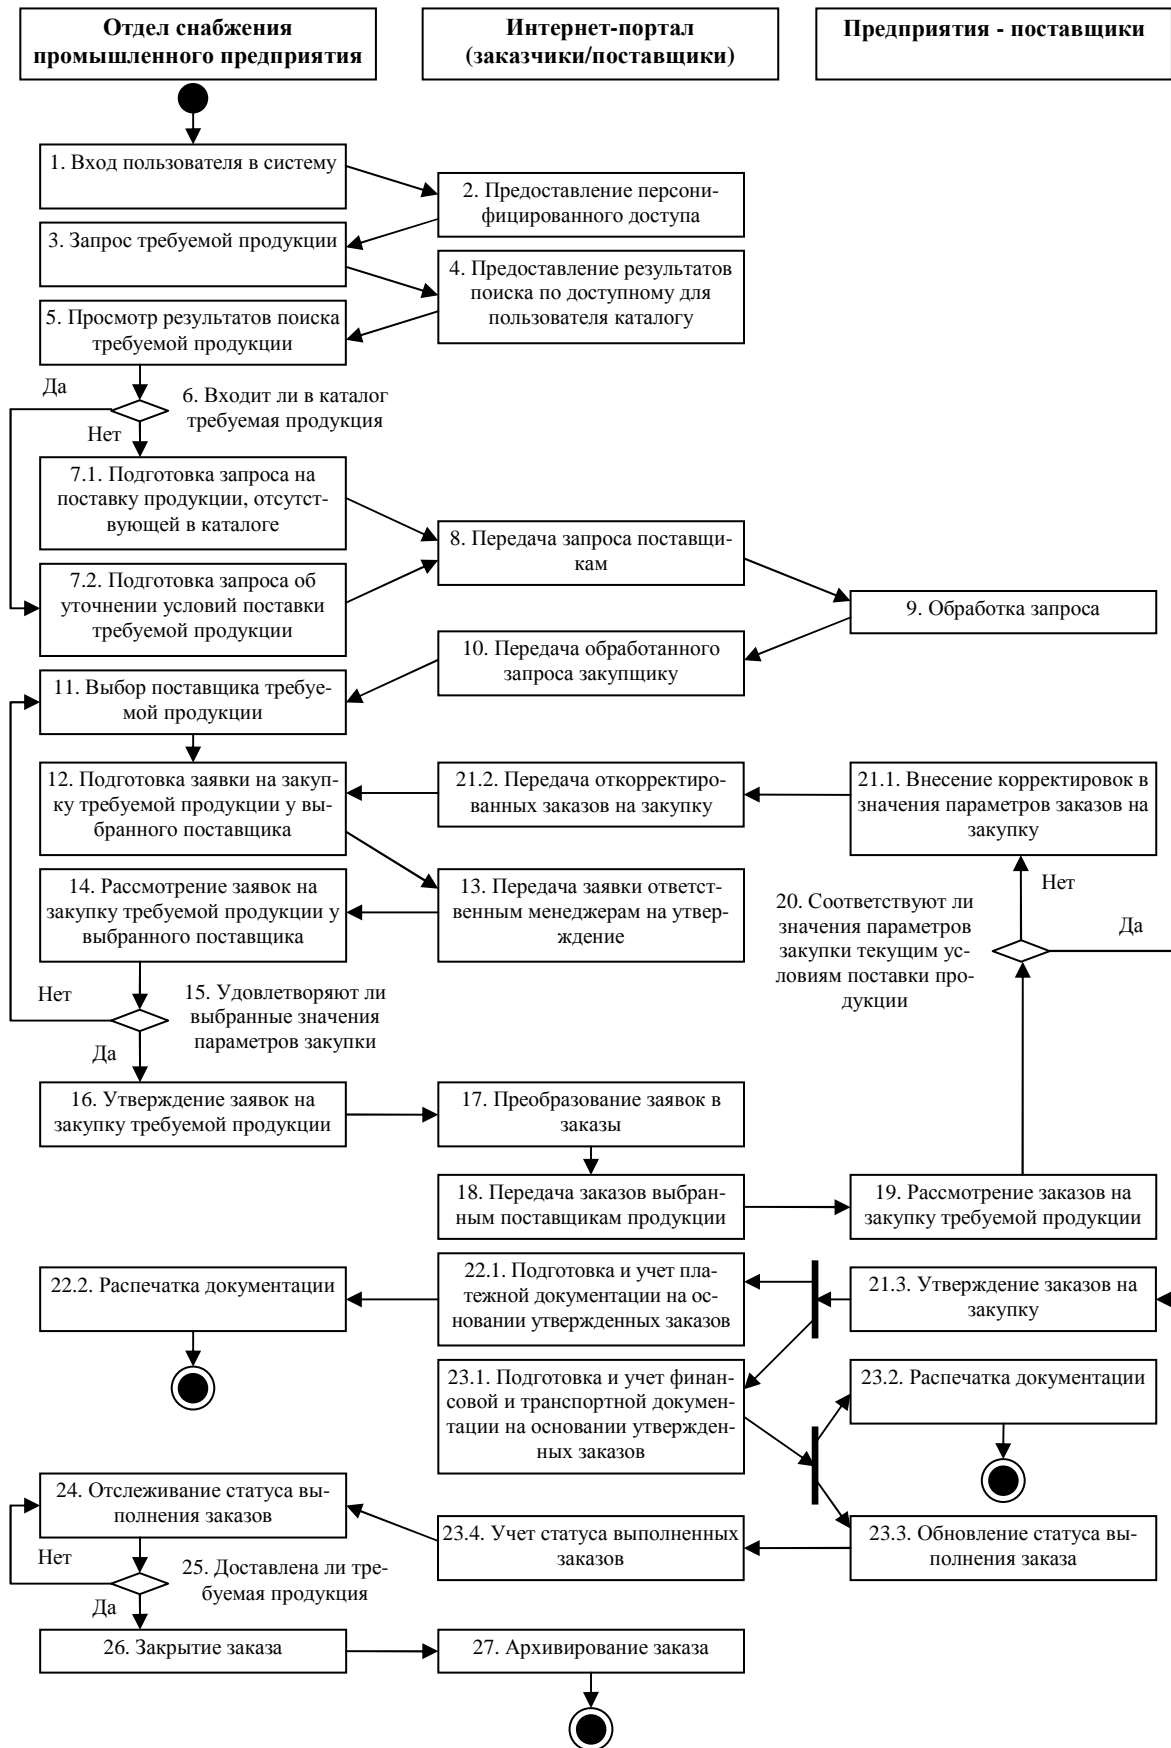 Отдел снабжения
промышленного предприятия
Интернет-портал
(заказчики/поставщики)
Предприятия - поставщики
1. Вход пользователя в систему
2. Предоставление персони-
фицированного доступа
3. Запрос требуемой продукции
4. Предоставление результатов
поиска по доступному для
пользователя каталогу
5. Просмотр результатов поиска
требуемой продукции
Да
6. Входит ли в каталог
требуемая продукция
Нет
7.1. Подготовка запроса на
поставку продукции, отсутст-
вующей в каталоге
8. Передача запроса поставщи-
кам
7.2. Подготовка запроса об
уточнении условий поставки
требуемой продукции
9. Обработка запроса
10. Передача обработанного
запроса закупщику
11. Выбор поставщика требуе-
мой продукции
12. Подготовка заявки на закуп-
ку требуемой продукции у вы-
бранного поставщика
21.2. Передача откорректиро-
ванных заказов на закупку
21.1. Внесение корректировок в
значения параметров заказов на
закупку
14. Рассмотрение заявок на
закупку требуемой продукции у
выбранного поставщика
13. Передача заявки ответст-
венным менеджерам на утвер-
ждение
20. Соответствуют ли
значения параметров
закупки текущим ус-
ловиям поставки про-
дукции
Нет
Да
Нет
15. Удовлетворяют ли
выбранные значения
параметров закупки
Да
16. Утверждение заявок на
закупку требуемой продукции
17. Преобразование заявок в
заказы
18. Передача заказов выбран-
ным поставщикам продукции
19. Рассмотрение заказов на
закупку требуемой продукции
22.2. Распечатка документации
22.1. Подготовка и учет пла-
тежной документации на ос-
новании утвержденных заказов
21.3. Утверждение заказов на
закупку
23.1. Подготовка и учет финан-
совой и транспортной докумен-
тации на основании утвержден-
ных заказов
23.2. Распечатка документации
24. Отслеживание статуса вы-
полнения заказов
23.4. Учет статуса выполненных
заказов
23.3. Обновление статуса вы-
полнения заказа
Нет
25. Доставлена ли тре-
буемая продукция
Да
26. Закрытие заказа
27. Архивирование заказа